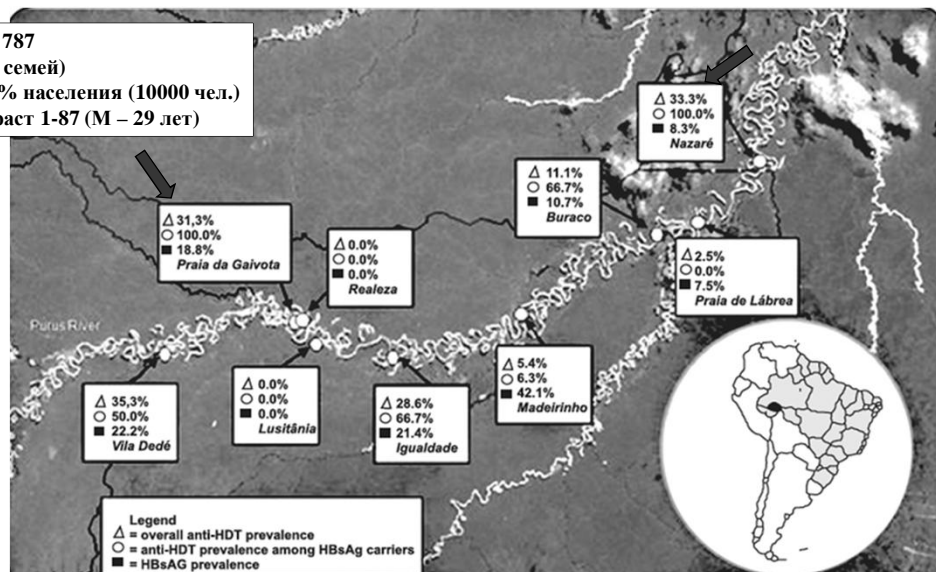 787
семей)
% населения (10000 чел.)
раст 1-87 (М – 29 лет)
△ 33.3%
○ 100.0%
■ 8.3%
Nazaré
△ 11.1%
○ 66.7%
■ 10.7%
Buraco
△ 31,3%
○ 100.0%
■ 18.8%
Praia da Gaivota
△ 0.0%
○ 0.0%
■ 0.0%
Realeza
△ 2.5%
○ 0.0%
■ 7.5%
Praia de Lábrea
Purus River
△ 35,3%
○ 50.0%
■ 22.2%
Vila Dedé
△ 0.0%
○ 0.0%
■ 0.0%
Lusitânia
△ 28.6%
○ 66.7%
■ 21.4%
Igualdade
△ 5.4%
○ 6.3%
■ 42.1%
Madeirinho
Legend
△ = overall anti-HDT prevalence
○ = anti-HDT prevalence among HBsAg carriers
■ = HBsAG prevalence